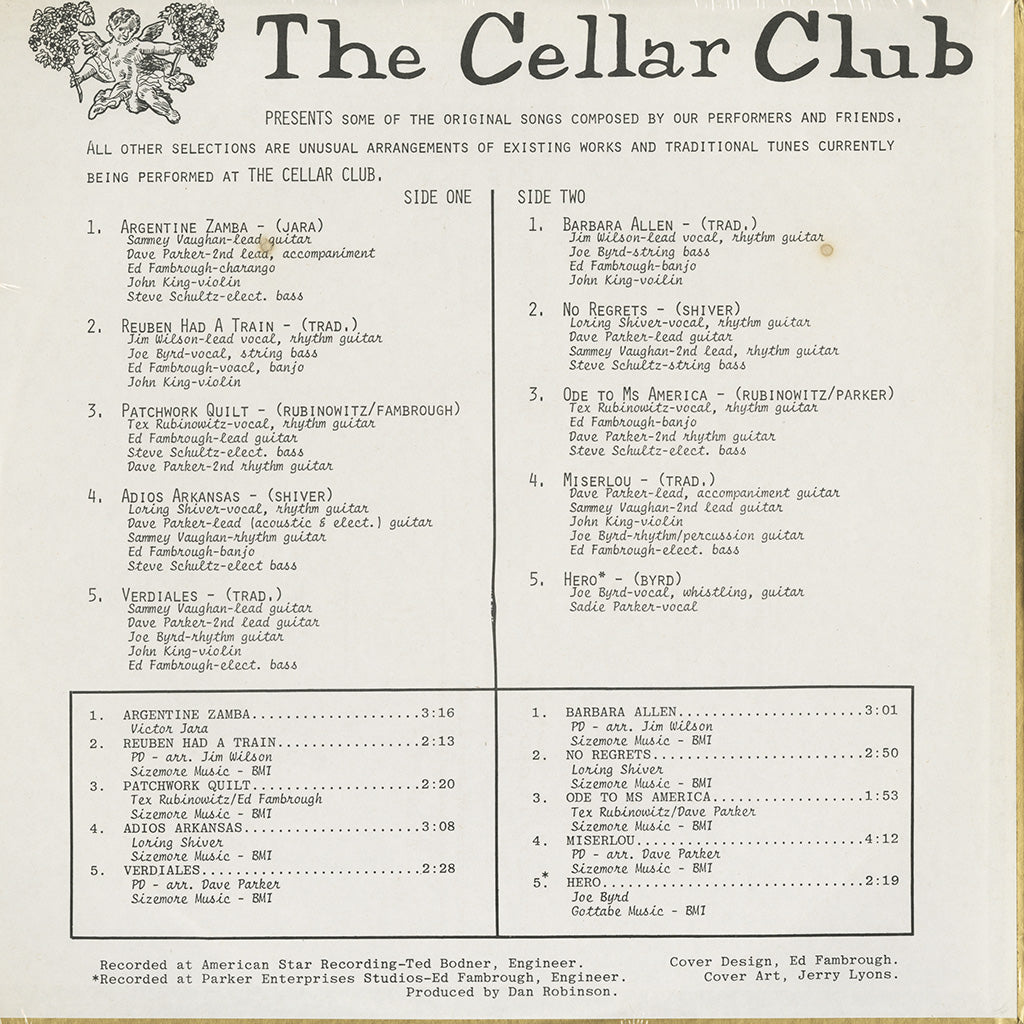 The Cellar Club
PRESENTS SOME OF THE ORIGINAL SONGS COMPOSED BY OUR PERFORMERS AND FRIENDS.
ALL OTHER SELECTIONS ARE UNUSUAL ARRANGEMENTS OF EXISTING WORKS AND TRADITIONAL TUNES CURRENTLY
BEING PERFORMED AT THE CELLAR CLUB.
SIDE ONE
1. ARGENTINE ZAMBA - (JARA)
Sammey Vaughan-lead guitar
Dave Parker-2nd lead, accompaniment
Ed Fambrough-charango
John King-violin
Steve Schultz-elect. bass
2. REUBEN HAD A TRAIN - (TRAD.)
Jim Wilson-lead vocal, rhythm guitar
Joe Byrd-vocal, string bass
Ed Fambrough-voacl, banjo
John King-violin
3. PATCHWORK QUILT - (RUBINOWITZ/FAMBROUGH)
Tex Rubinowitz-vocal, rhythm guitar
Ed Fambrough-lead guitar
Steve Schultz-elect. bass
Dave Parker-2nd rhythm guitar
4. ADIOS ARKANSAS - (SHIVER)
Loring Shiver-vocal, rhythm guitar
Dave Parker-lead (acoustic & elect.) guitar
Sammey Vaughan-rhythm guitar
Ed Fambrough-banjo
Steve Schultz-elect bass
5. VERDIALES - (TRAD.)
Sammey Vaughan-lead guitar
Dave Parker-2nd lead guitar
Joe Byrd-rhythm guitar
John King-violin
Ed Fambrough-elect. bass
SIDE TWO
1. BARBARA ALLEN - (TRAD.)
Jim Wilson-lead vocal, rhythm guitar
Joe Byrd-string bass
Ed Fambrough-banjo
John King-voilin
2. NO REGRETS - (SHIVER)
Loring Shiver-vocal, rhythm guitar
Dave Parker-lead guitar
Sammey Vaughan-2nd lead, rhythm guitar
Steve Schultz-string bass
3. ODE TO MS AMERICA - (RUBINOWITZ/PARKER)
Tex Rubinowitz-vocal, rhythm guitar
Ed Fambrough-banjo
Dave Parker-2nd rhythm guitar
Steve Schultz-elect. bass
4. MISERLOU - (TRAD.)
Dave Parker-lead, accompaniment guitar
Sammey Vaughan-2nd lead guitar
John King-violin
Joe Byrd-rhythm/percussion guitar
Ed Fambrough-elect. bass
5. HERO* - (BYRD)
Joe Byrd-vocal, whistling, guitar
Sadie Parker-vocal
1. ARGENTINE ZAMBA....................3:16
Victor Jara
2. REUBEN HAD A TRAIN.................2:13
PD - arr. Jim Wilson
Sizemore Music - BMI
3. PATCHWORK QUILT....................2:20
Tex Rubinowitz/Ed Fambrough
Sizemore Music - BMI
4. ADIOS ARKANSAS.....................3:08
Loring Shiver
Sizemore Music - BMI
5. VERDIALES..........................2:28
PD - arr. Dave Parker
Sizemore Music - BMI
1. BARBARA ALLEN......................3:01
PD - arr. Jim Wilson
Sizemore Music - BMI
2. NO REGRETS.........................2:50
Loring Shiver
Sizemore Music - BMI
3. ODE TO MS AMERICA..................1:53
Tex Rubinowitz/Dave Parker
Sizemore Music - BMI
4. MISERLOU...........................4:12
PD - arr. Dave Parker
Sizemore Music - BMI
5.* HERO...............................2:19
Joe Byrd
Gottabe Music - BMI
Recorded at American Star Recording-Ted Bodner, Engineer.
*Recorded at Parker Enterprises Studios-Ed Fambrough, Engineer.
Produced by Dan Robinson.
Cover Design, Ed Fambrough.
Cover Art, Jerry Lyons.